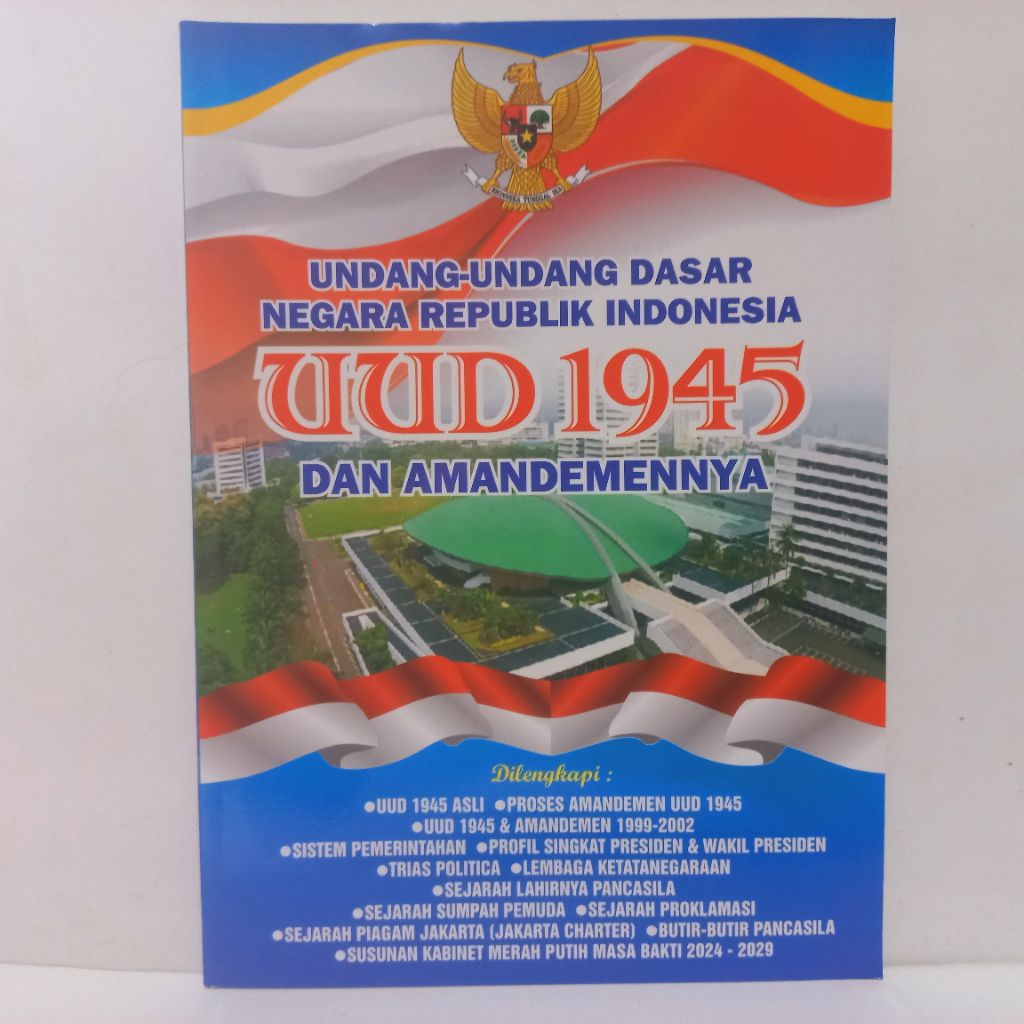 BHINNEKA TUNGGAL IKA
UNDANG-UNDANG DASAR
NEGARA REPUBLIK INDONESIA
UUD 1945
DAN AMANDEMENNYA
Dilengkapi :
●UUD 1945 ASLI ●PROSES AMANDEMEN UUD 1945
●UUD 1945 & AMANDEMEN 1999-2002
●SISTEM PEMERINTAHAN ●PROFIL SINGKAT PRESIDEN & WAKIL PRESIDEN
●TRIAS POLITICA ●LEMBAGA KETATANEGARAAN
●SEJARAH LAHIRNYA PANCASILA
●SEJARAH SUMPAH PEMUDA ●SEJARAH PROKLAMASI
●SEJARAH PIAGAM JAKARTA (JAKARTA CHARTER) ●BUTIR-BUTIR PANCASILA
●SUSUNAN KABINET MERAH PUTIH MASA BAKTI 2024 - 2029